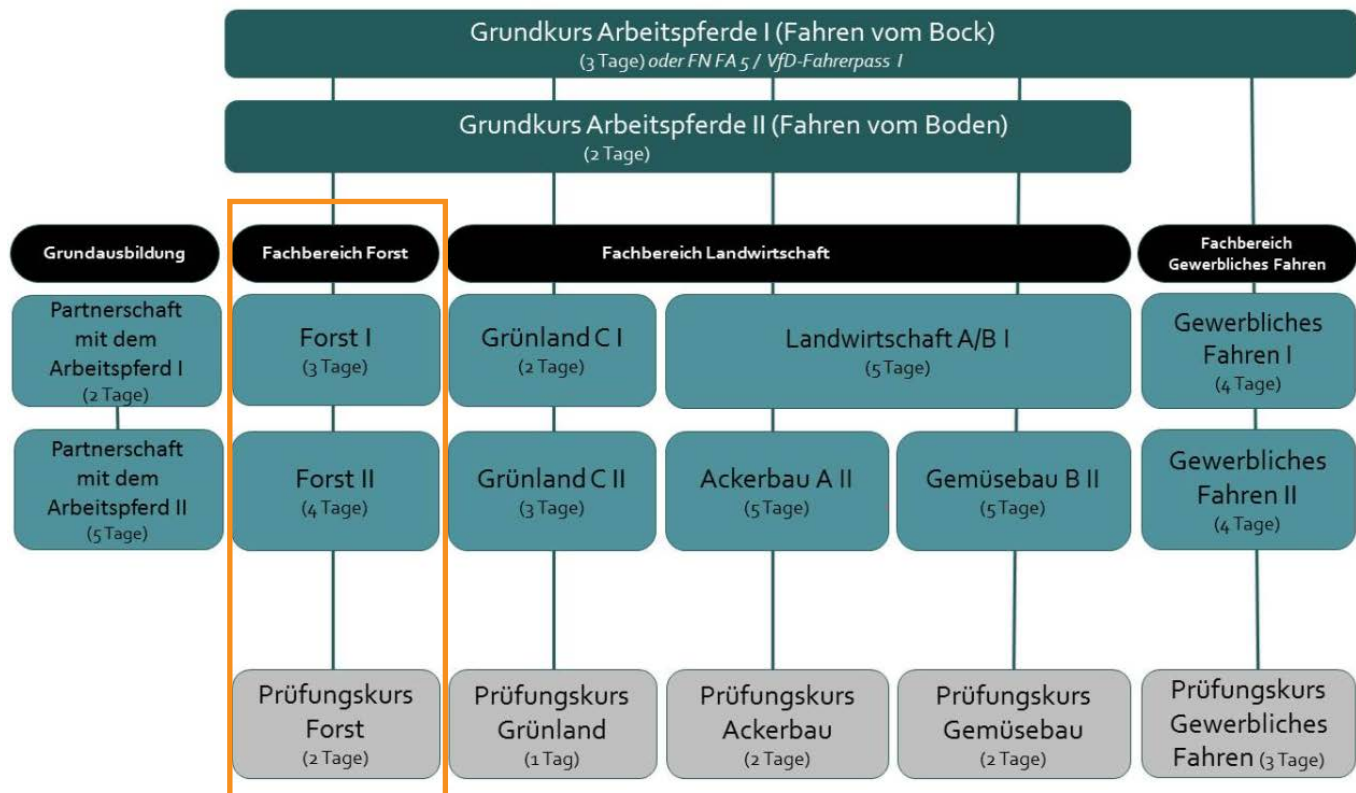 Grundkurs Arbeitspferde I (Fahren vom Bock)
(3 Tage) oder FN FA 5 / VfD-Fahrerpass I
Grundkurs Arbeitspferde II (Fahren vom Boden)
(2 Tage)
Grundausbildung
Fachbereich Forst
Fachbereich Landwirtschaft
Fachbereich
Gewerbliches Fahren
Partnerschaft
mit dem
Arbeitspferd I
(2 Tage)
Forst I
(3 Tage)
Grünland C I
(2 Tage)
Landwirtschaft A/B I
(5 Tage)
Gewerbliches
Fahren I
(4 Tage)
Partnerschaft
mit dem
Arbeitspferd II
(5 Tage)
Forst II
(4 Tage)
Grünland C II
(3 Tage)
Ackerbau A II
(5 Tage)
Gemüsebau B II
(5 Tage)
Gewerbliches
Fahren II
(4 Tage)
Prüfungskurs
Forst
(2 Tage)
Prüfungskurs
Grünland
(1 Tag)
Prüfungskurs
Ackerbau
(2 Tage)
Prüfungskurs
Gemüsebau
(2 Tage)
Prüfungskurs
Gewerbliches
Fahren (3 Tage)